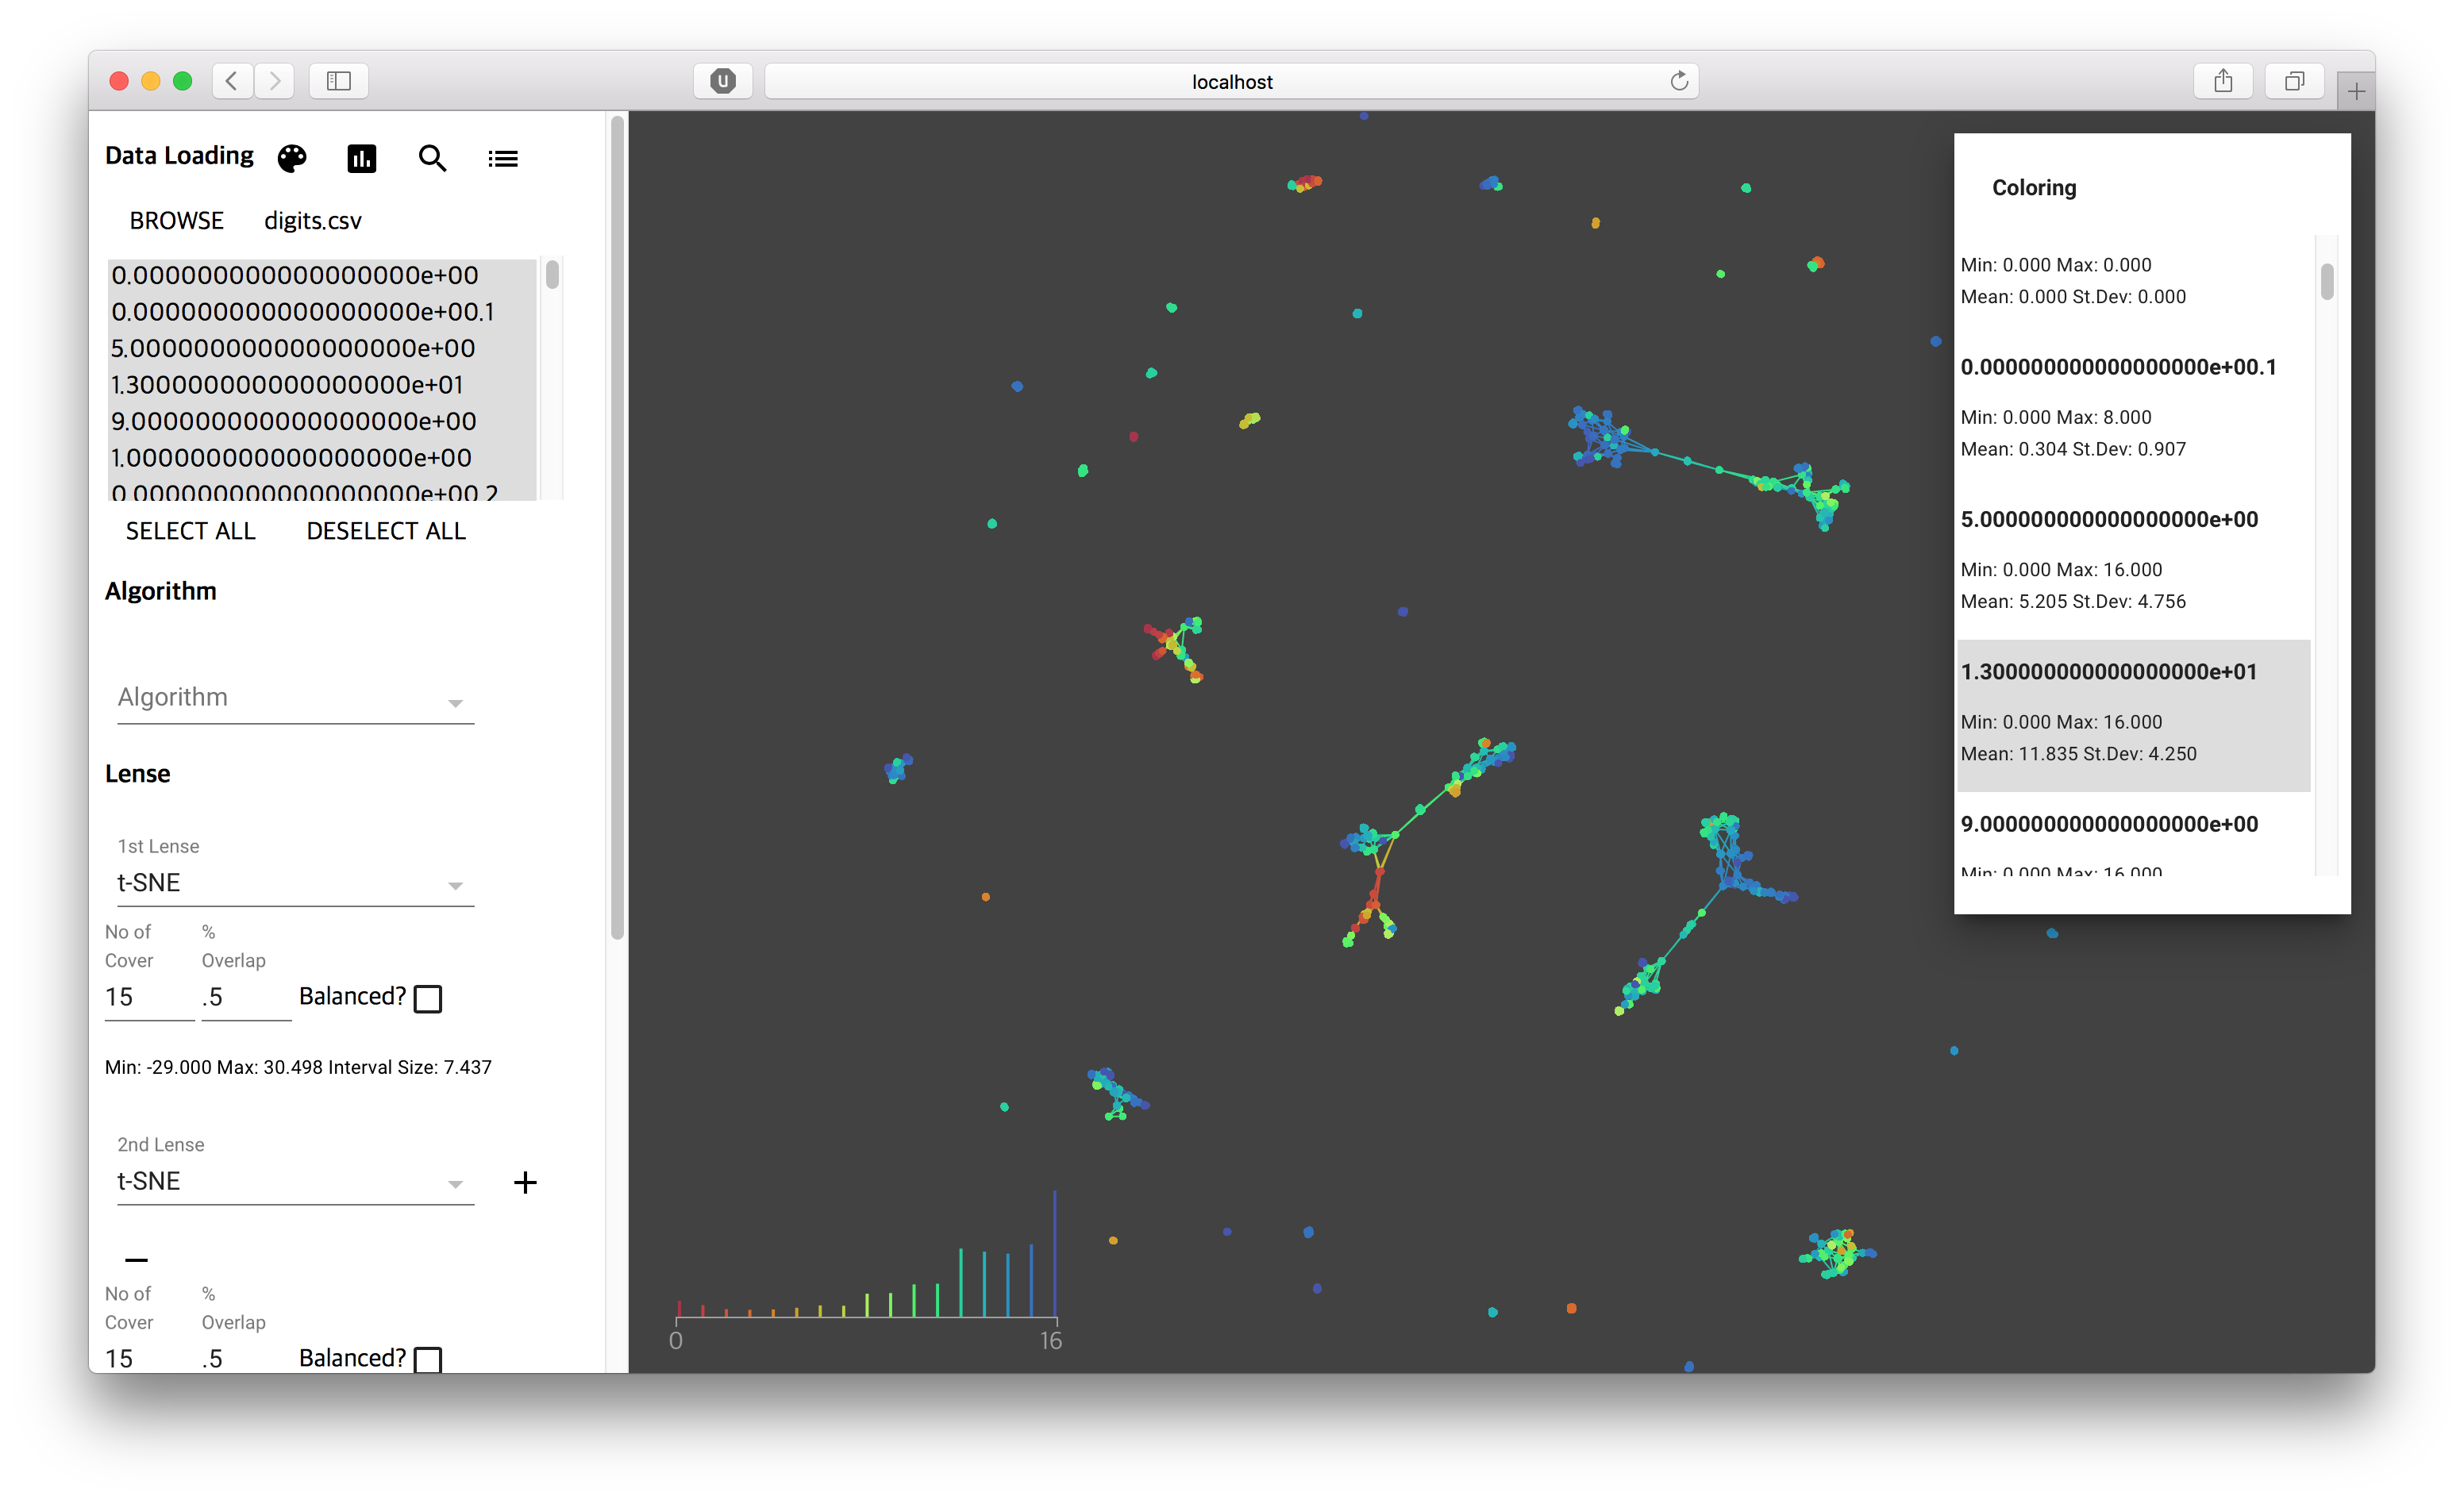 localhost
Data Loading
BROWSE digits.csv
0.000000000000000000e+00
0.000000000000000000e+00.1
5.000000000000000000e+00
1.300000000000000000e+01
9.000000000000000000e+00
1.000000000000000000e+00
0.000000000000000000e+00.2
SELECT ALL DESELECT ALL
Algorithm
Algorithm
Lense
1st Lense
t-SNE
No of Cover % Overlap
15 .5 Balanced?
Min: -29.000 Max: 30.498 Interval Size: 7.437
2nd Lense
t-SNE
No of Cover % Overlap
15 .5 Balanced?
0 16
Coloring
Min: 0.000 Max: 0.000
Mean: 0.000 St.Dev: 0.000
0.000000000000000000e+00.1
Min: 0.000 Max: 8.000
Mean: 0.304 St.Dev: 0.907
5.000000000000000000e+00
Min: 0.000 Max: 16.000
Mean: 5.205 St.Dev: 4.756
1.300000000000000000e+01
Min: 0.000 Max: 16.000
Mean: 11.835 St.Dev: 4.250
9.000000000000000000e+00
Min: 0.000 Max: 16.000